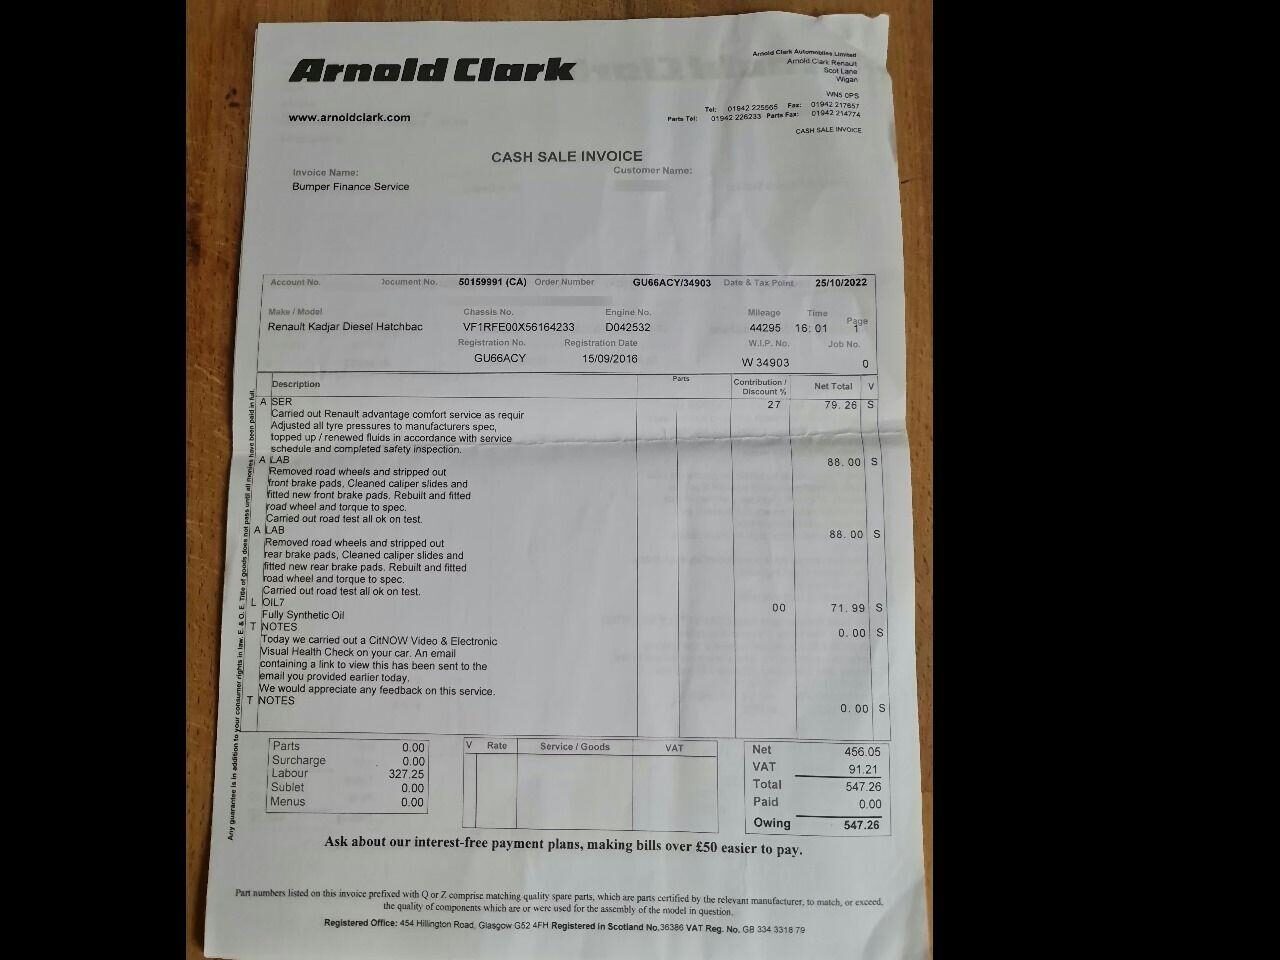 Arnold Clark
www.arnoldclark.com
Arnold Clark Automobiles Limited
Arnold Clark Renault
Scot Lane
Wigan
WN5 0PS
Tel: 01942 225565 Fax: 01942 217657
Parts Tel: 01942 226233 Parts Fax: 01942 214774
CASH SALE INVOICE
CASH SALE INVOICE
Invoice Name: Customer Name:
Bumper Finance Service
Account No. Document No. 50159991 (CA) Order Number GU66ACY/34903 Date & Tax Point 25/10/2022
Make / Model Chassis No. Engine No. Mileage Time Page
Renault Kadjar Diesel Hatchbac VF1RFE00X56164233 D042532 44295 16: 01 1
Registration No. Registration Date W.I.P. No. Job No.
GU66ACY 15/09/2016 W 34903 0
Description Parts Contribution / Discount % Net Total V
A SER 27 79.26 S
Carried out Renault advantage comfort service as requir
Adjusted all tyre pressures to manufacturers spec,
topped up / renewed fluids in accordance with service
schedule and completed safety inspection.
A LAB 88.00 S
Removed road wheels and stripped out
front brake pads, Cleaned caliper slides and
fitted new front brake pads. Rebuilt and fitted
road wheel and torque to spec.
Carried out road test all ok on test.
A LAB 88.00 S
Removed road wheels and stripped out
rear brake pads, Cleaned caliper slides and
fitted new rear brake pads. Rebuilt and fitted
road wheel and torque to spec.
Carried out road test all ok on test.
L OIL7 00 71.99 S
Fully Synthetic Oil
T NOTES 0.00 S
Today we carried out a CitNOW Video & Electronic
Visual Health Check on your car. An email
containing a link to view this has been sent to the
email you provided earlier today.
We would appreciate any feedback on this service.
T NOTES 0.00 S
Any guarantee is in addition to your consumer rights in law. E. & O. E. Title of goods does not pass until all monies have been paid in full.
Parts 0.00
Surcharge 0.00
Labour 327.25
Sublet 0.00
Menus 0.00
V Rate Service / Goods VAT
Net 456.05
VAT 91.21
Total 547.26
Paid 0.00
Owing 547.26
Ask about our interest-free payment plans, making bills over £50 easier to pay.
Part numbers listed on this invoice prefixed with Q or Z comprise matching quality spare parts, which are parts certified by the relevant manufacturer, to match, or exceed,
the quality of components which are or were used for the assembly of the model in question.
Registered Office: 454 Hillington Road, Glasgow G52 4FH Registered in Scotland No.36386 VAT Reg. No. GB 334 3318 79